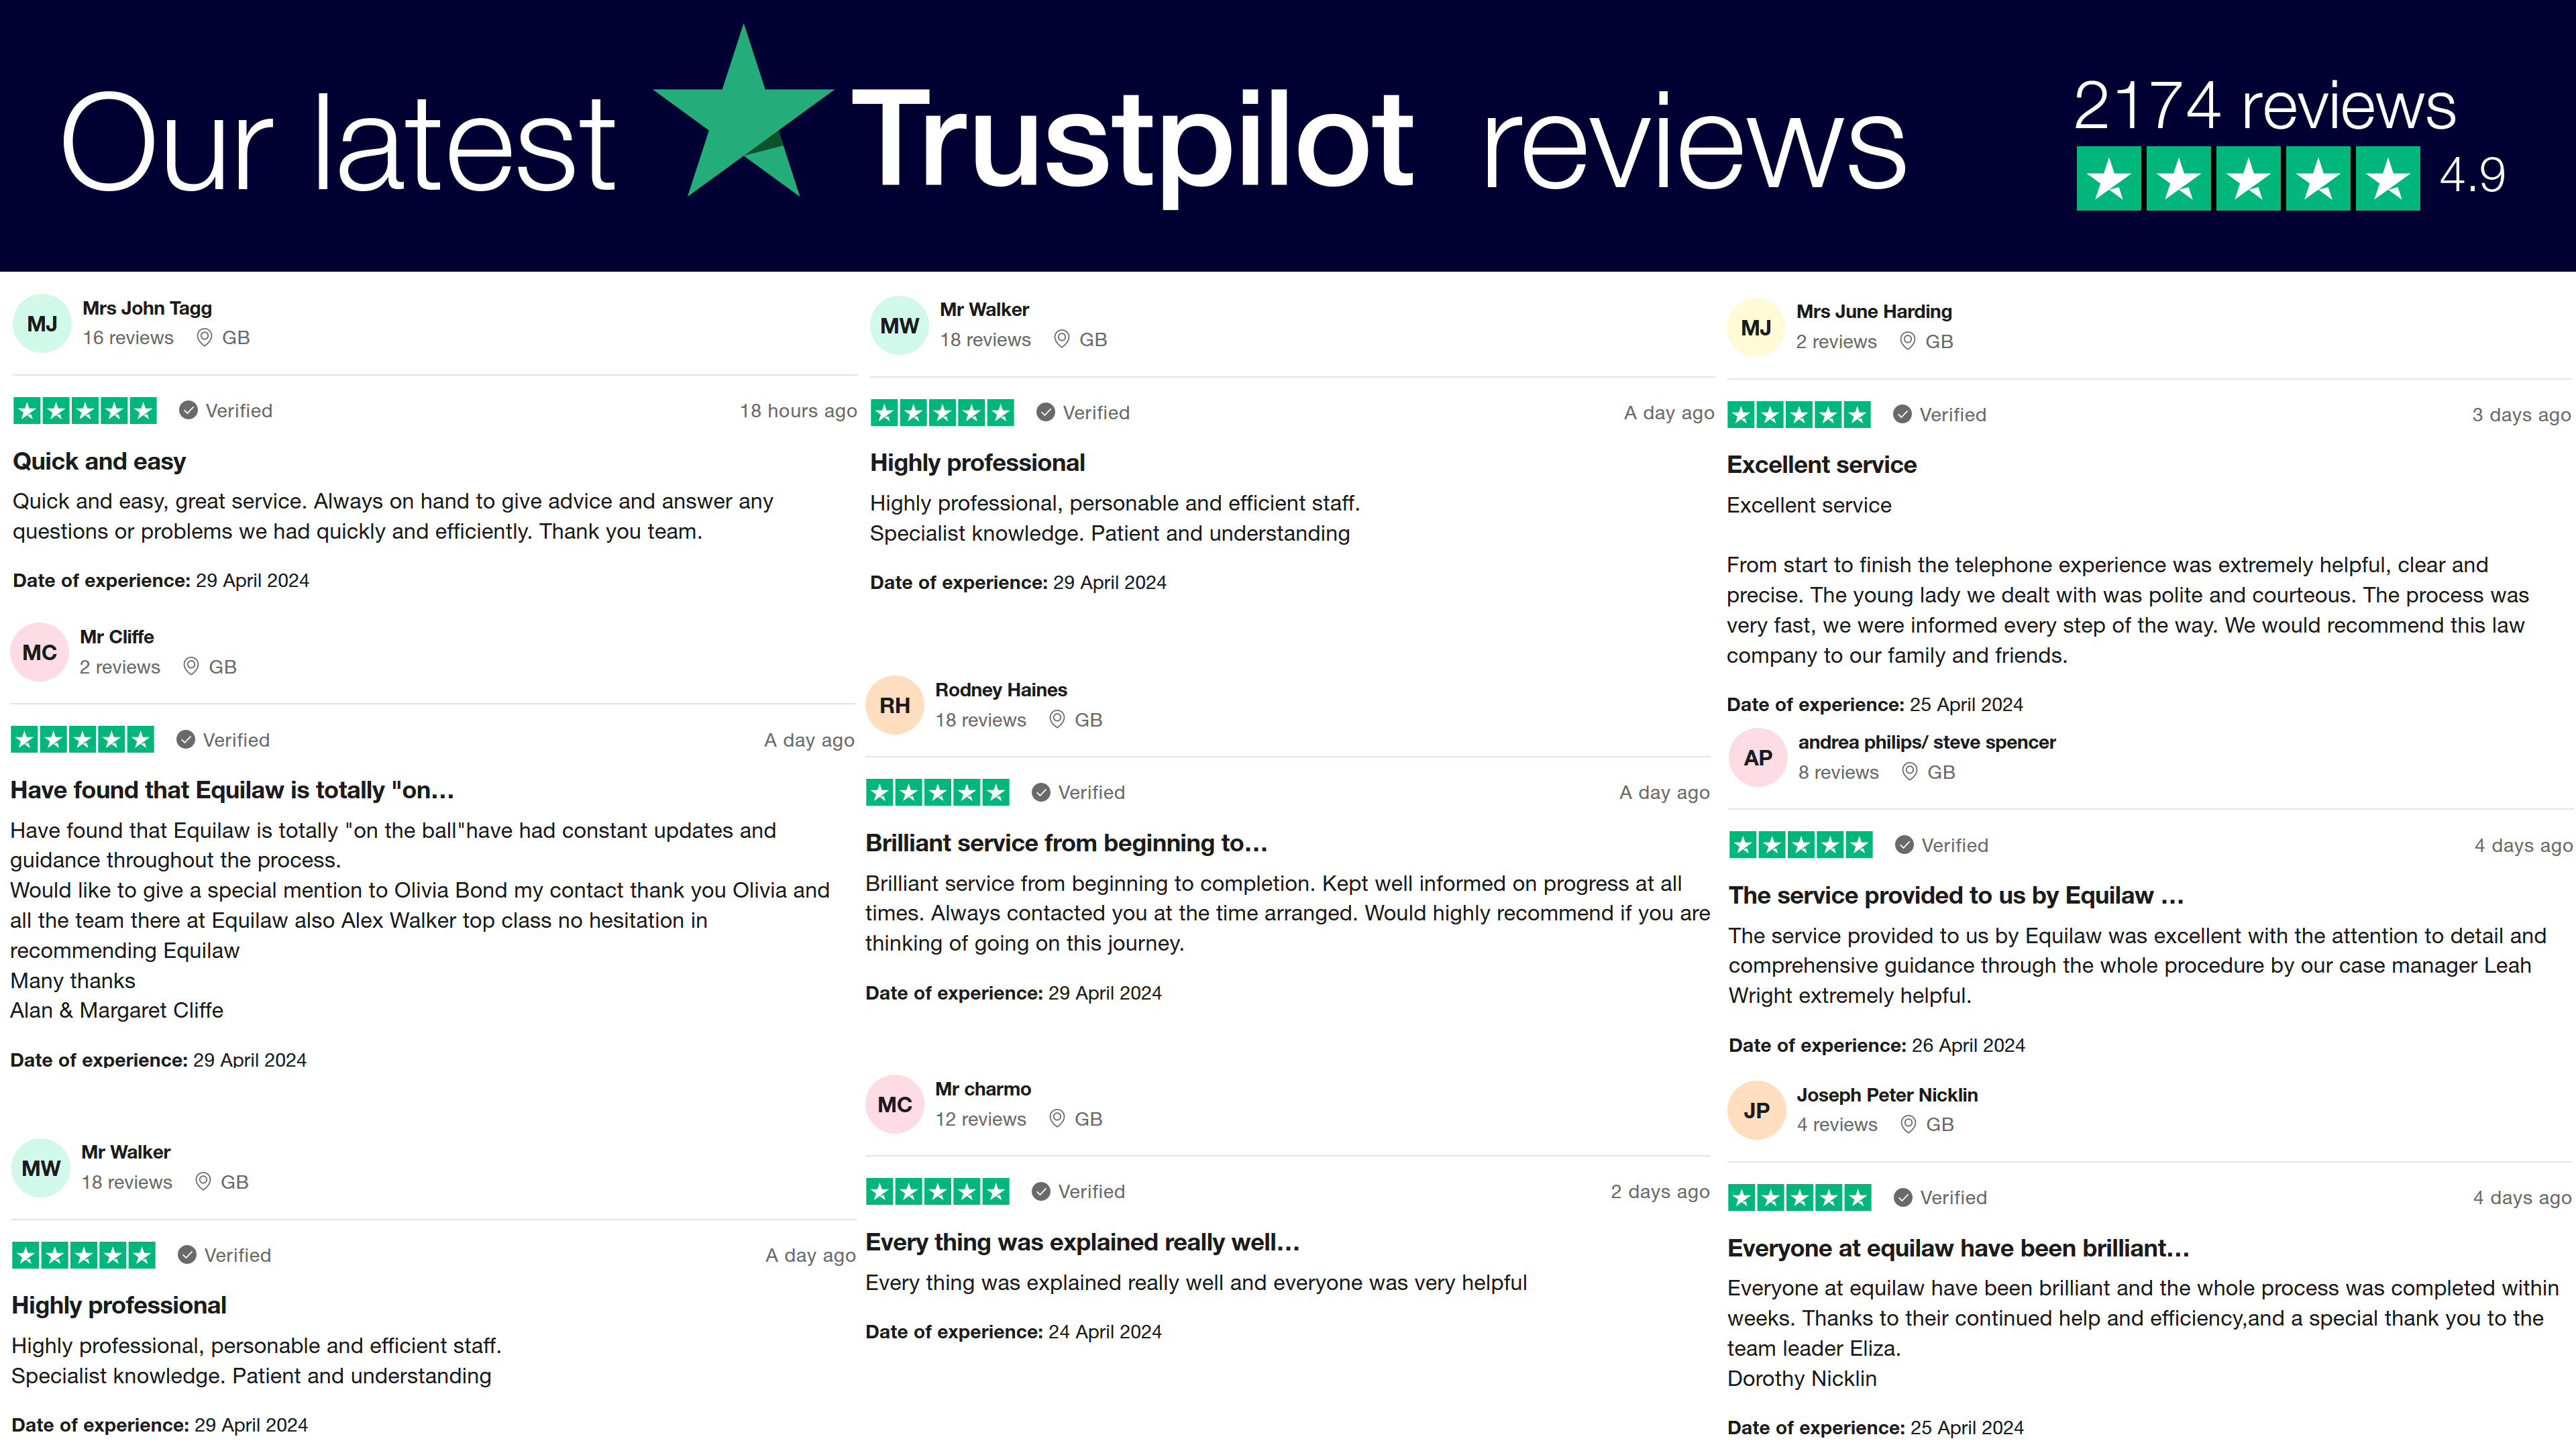 Our latest Trustpilot reviews
2174 reviews
4.9
MJ
Mrs John Tagg
16 reviews GB
Verified 18 hours ago
Quick and easy
Quick and easy, great service. Always on hand to give advice and answer any
questions or problems we had quickly and efficiently. Thank you team.
Date of experience: 29 April 2024
MC
Mr Cliffe
2 reviews GB
Verified A day ago
Have found that Equilaw is totally "on...
Have found that Equilaw is totally "on the ball"have had constant updates and
guidance throughout the process.
Would like to give a special mention to Olivia Bond my contact thank you Olivia and
all the team there at Equilaw also Alex Walker top class no hesitation in
recommending Equilaw
Many thanks
Alan & Margaret Cliffe
Date of experience: 29 April 2024
MW
Mr Walker
18 reviews GB
Verified A day ago
Highly professional
Highly professional, personable and efficient staff.
Specialist knowledge. Patient and understanding
Date of experience: 29 April 2024
MW
Mr Walker
18 reviews GB
Verified A day ago
Highly professional
Highly professional, personable and efficient staff.
Specialist knowledge. Patient and understanding
Date of experience: 29 April 2024
RH
Rodney Haines
18 reviews GB
Verified A day ago
Brilliant service from beginning to...
Brilliant service from beginning to completion. Kept well informed on progress at all
times. Always contacted you at the time arranged. Would highly recommend if you are
thinking of going on this journey.
Date of experience: 29 April 2024
MC
Mr charmo
12 reviews GB
Verified 2 days ago
Every thing was explained really well...
Every thing was explained really well and everyone was very helpful
Date of experience: 24 April 2024
MJ
Mrs June Harding
2 reviews GB
Verified 3 days ago
Excellent service
Excellent service
From start to finish the telephone experience was extremely helpful, clear and
precise. The young lady we dealt with was polite and courteous. The process was
very fast, we were informed every step of the way. We would recommend this law
company to our family and friends.
Date of experience: 25 April 2024
AP
andrea philips/ steve spencer
8 reviews GB
Verified 4 days ago
The service provided to us by Equilaw ...
The service provided to us by Equilaw was excellent with the attention to detail and
comprehensive guidance through the whole procedure by our case manager Leah
Wright extremely helpful.
Date of experience: 26 April 2024
JP
Joseph Peter Nicklin
4 reviews GB
Verified 4 days ago
Everyone at equilaw have been brilliant...
Everyone at equilaw have been brilliant and the whole process was completed within
weeks. Thanks to their continued help and efficiency,and a special thank you to the
team leader Eliza.
Dorothy Nicklin
Date of experience: 25 April 2024